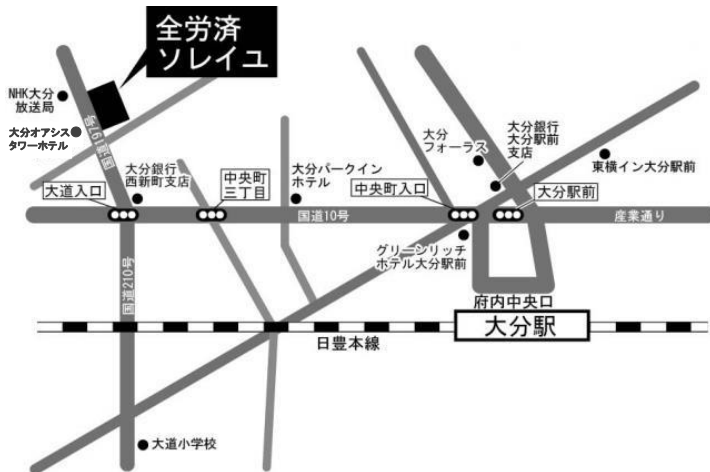 全労済
ソレイユ
NHK大分
放送局
大分オアシス
タワーホテル
国道197号
大道入口
大分銀行
西新町支店
中央町
三丁目
大分パークイン
ホテル
中央町入口
大分
フォーラス
大分銀行
大分駅前
支店
大分駅前
東横イン大分駅前
国道10号
産業通り
グリーンリッチ
ホテル大分駅前
国道210号
府内中央口
大分駅
日豊本線
大道小学校